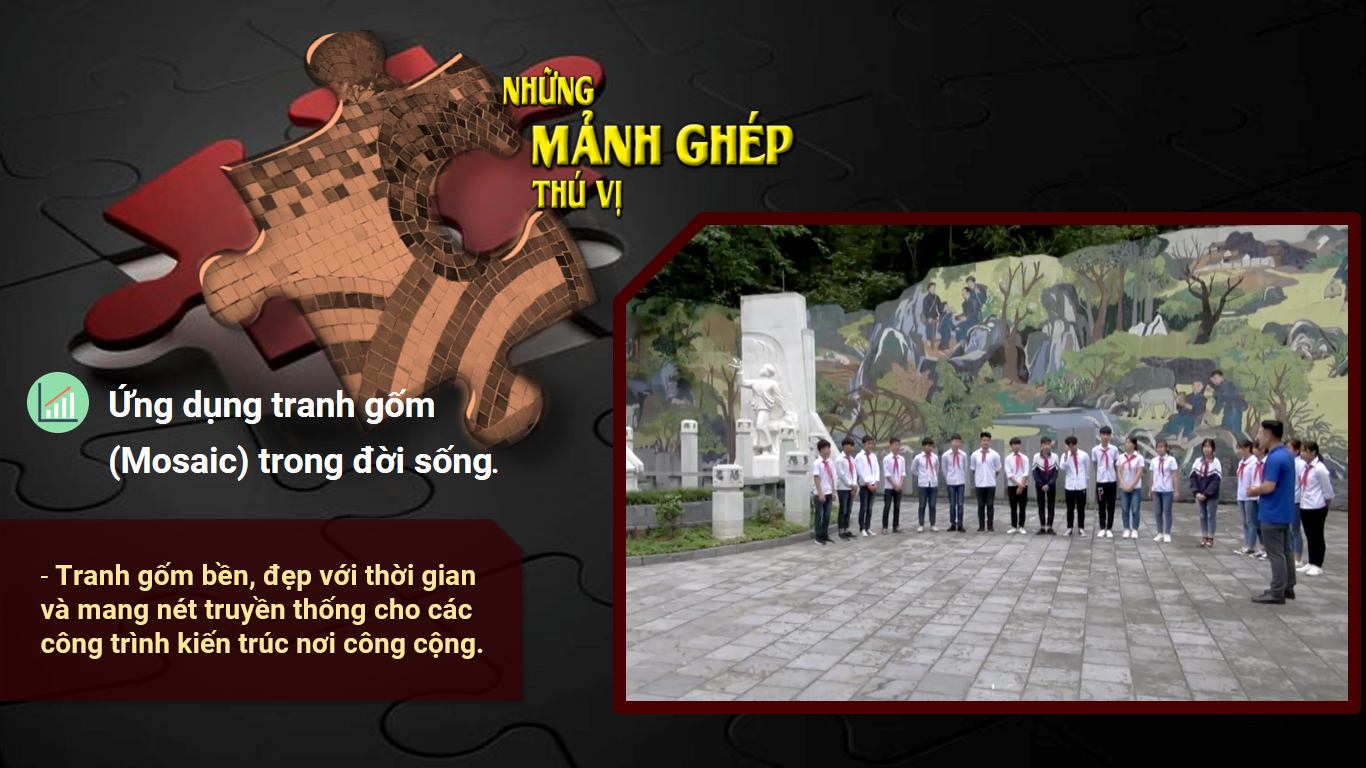 NHỮNG
MẢNH GHÉP
THÚ VỊ
Ứng dụng tranh gốm
(Mosaic) trong đời sống.
- Tranh gốm bền, đẹp với thời gian
và mang nét truyền thống cho các
công trình kiến trúc nơi công cộng.